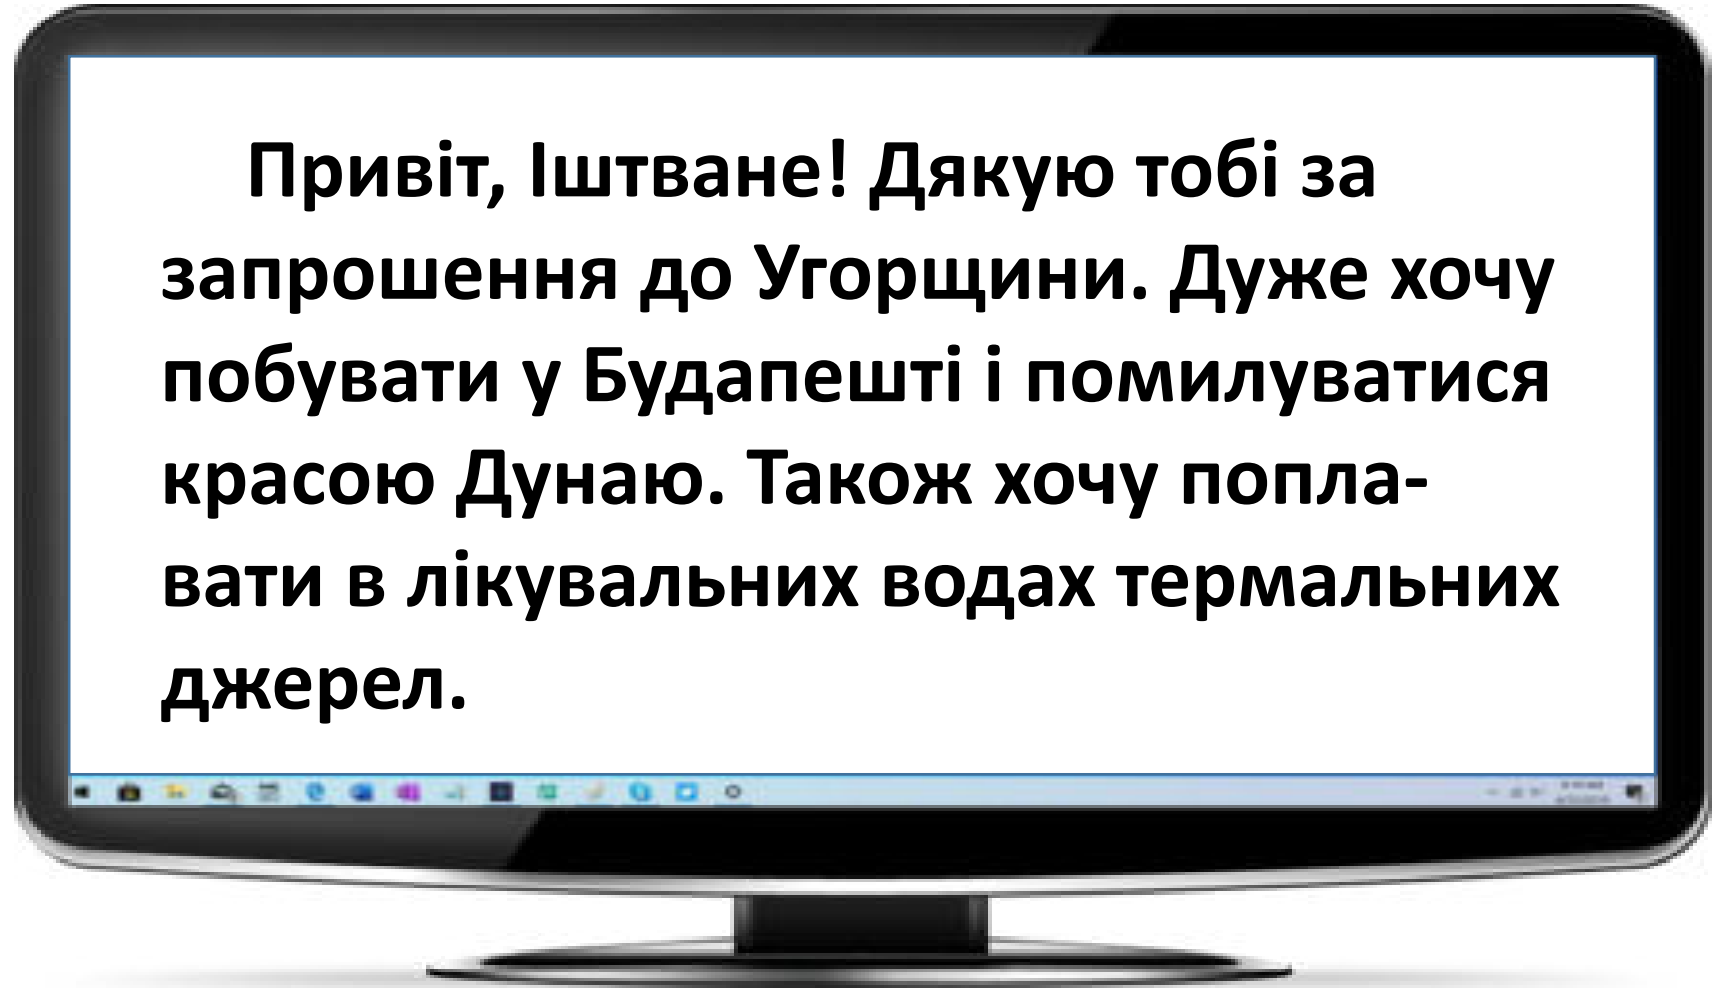 Привіт, Іштване! Дякую тобі за
запрошення до Угорщини. Дуже хочу
побувати у Будапешті і помилуватися
красою Дунаю. Також хочу попла-
вати в лікувальних водах термальних
джерел.